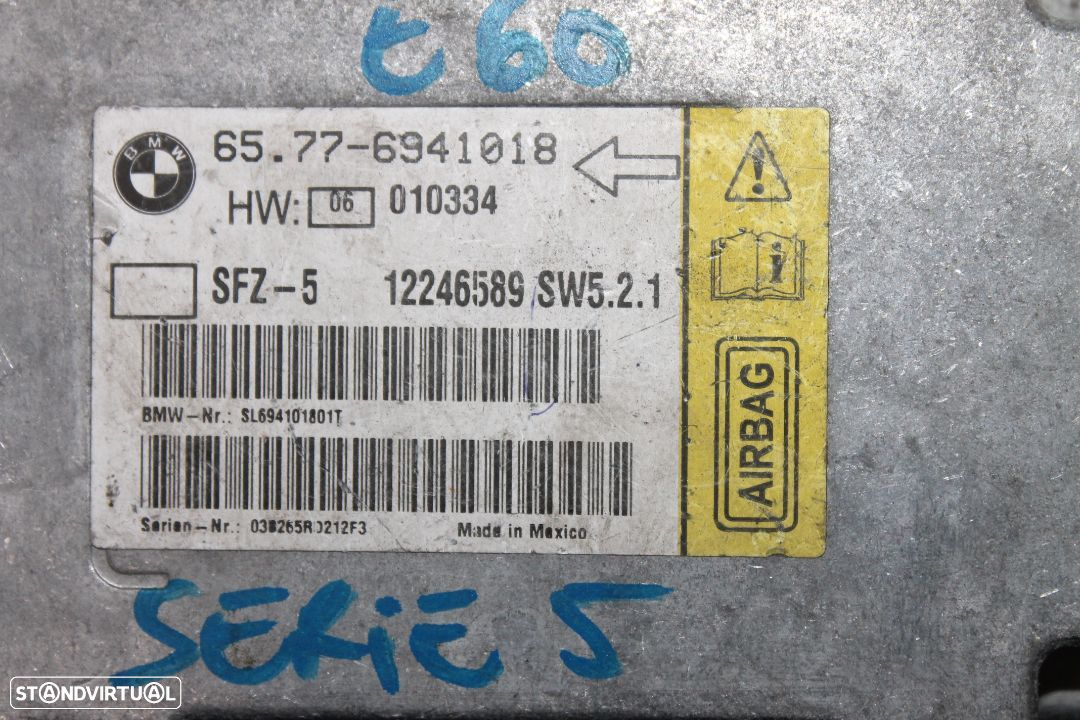 E60
BMW
65.77-6941018
HW: 06 010334
SFZ-5 12246589 SW5.2.1
BMW-Nr.: SL694101801T
Serien-Nr.: Made in Mexico
AIRBAG
SERiE 5
STANDVIRTUAL